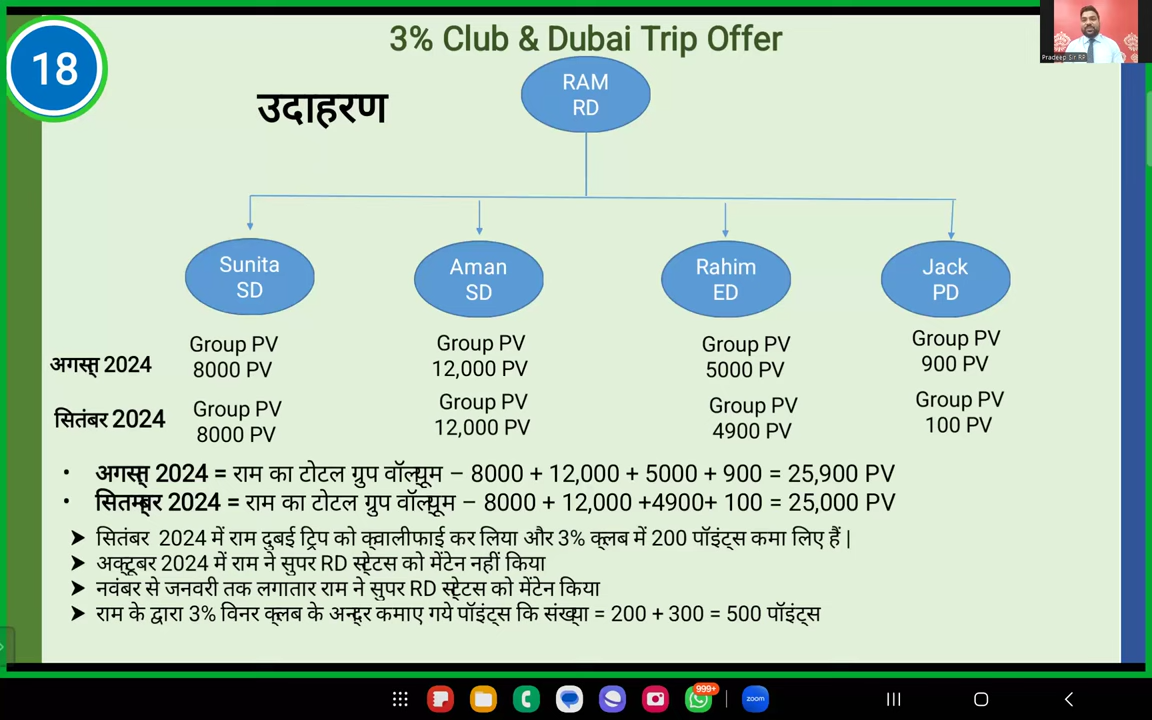 18
3% Club & Dubai Trip Offer
Pradeep Sir RP
उदाहरण
RAM
RD
Sunita
SD
Aman
SD
Rahim
ED
Jack
PD
अगस्त 2024
Group PV
8000 PV
Group PV
12,000 PV
Group PV
5000 PV
Group PV
900 PV
सितंबर 2024
Group PV
8000 PV
Group PV
12,000 PV
Group PV
4900 PV
Group PV
100 PV
• अगस्त 2024 = राम का टोटल ग्रुप वॉल्यूम – 8000 + 12,000 + 5000 + 900 = 25,900 PV
• सितम्बर 2024 = राम का टोटल ग्रुप वॉल्यूम – 8000 + 12,000 +4900+ 100 = 25,000 PV
➤ सितंबर 2024 में राम दुबई ट्रिप को क्वालीफाई कर लिया और 3% क्लब में 200 पॉइंट्स कमा लिए हैं |
➤ अक्टूबर 2024 में राम ने सुपर RD स्टेटस को मेंटेन नहीं किया
➤ नवंबर से जनवरी तक लगातार राम ने सुपर RD स्टेटस को मेंटेन किया
➤ राम के द्वारा 3% विनर क्लब के अन्दर कमाए गये पॉइंट्स कि संख्या = 200 + 300 = 500 पॉइंट्स
999+
zoom